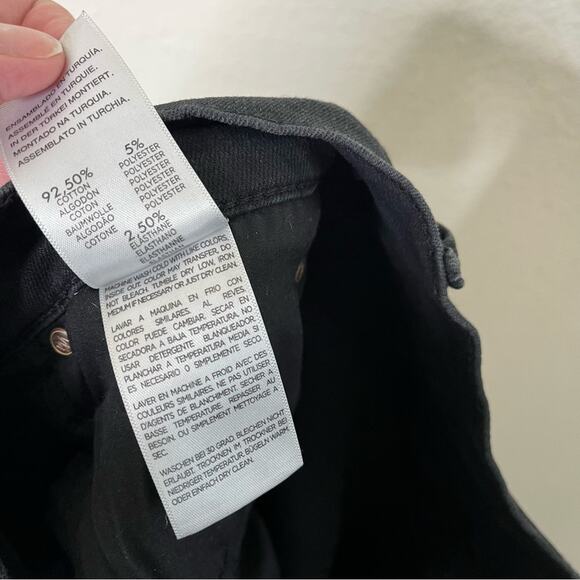 ENSAMBLADO EN TURQUÍA.
ASSEMBLÉ EN TURQUIE.
IN DER TÜRKEI MONTIERT.
MONTADO NA TURQUIA.
ASSEMBLATO IN TURCHIA.
92,50%
COTTON
ALGODÓN
COTON
BAUMWOLLE
ALGODÃO
COTONE
5%
POLYESTER
POLYESTER
POLYESTER
POLYESTER
POLYESTER
2,50%
ELASTHANE
ELASTHANO
ELASTHANNE
MACHINE WASH COLD WITH LIKE COLORS,
INSIDE OUT. COLOR MAY TRANSFER. DO
NOT BLEACH. TUMBLE DRY LOW. IRON
MEDIUM IF NECESSARY OR JUST DRY CLEAN.
LAVAR A MAQUINA EN FRIO CON
COLORES SIMILARES. AL REVES.
COLOR PUEDE CAMBIAR. SECAR EN
SECADORA A BAJA TEMPERATURA. NO
USAR DETERGENTE BLANQUEADOR.
PLANCHAR A TEMPERATURA MEDIA SI
ES NECESARIO O SIMPLEMENTE SECO.
LAVER EN MACHINE A FROID AVEC DES
COULEURS SIMILAIRES. NE PAS UTILISER
D'AGENTS DE BLANCHIMENT. SECHER A
BASSE TEMPERATURE. REPASSER AU
BESOIN. OU SIMPLEMENT METTOYAGE A
SEC.
WASCHEN BEI 30 GRAD. BLEICHEN NICHT
ERLAUBT. TROCKNEN IM TROCKNER BEI
NIEDRIGER TEMPERATUR. BÜGELN WARM
ODER EINFACH DRY CLEAN.